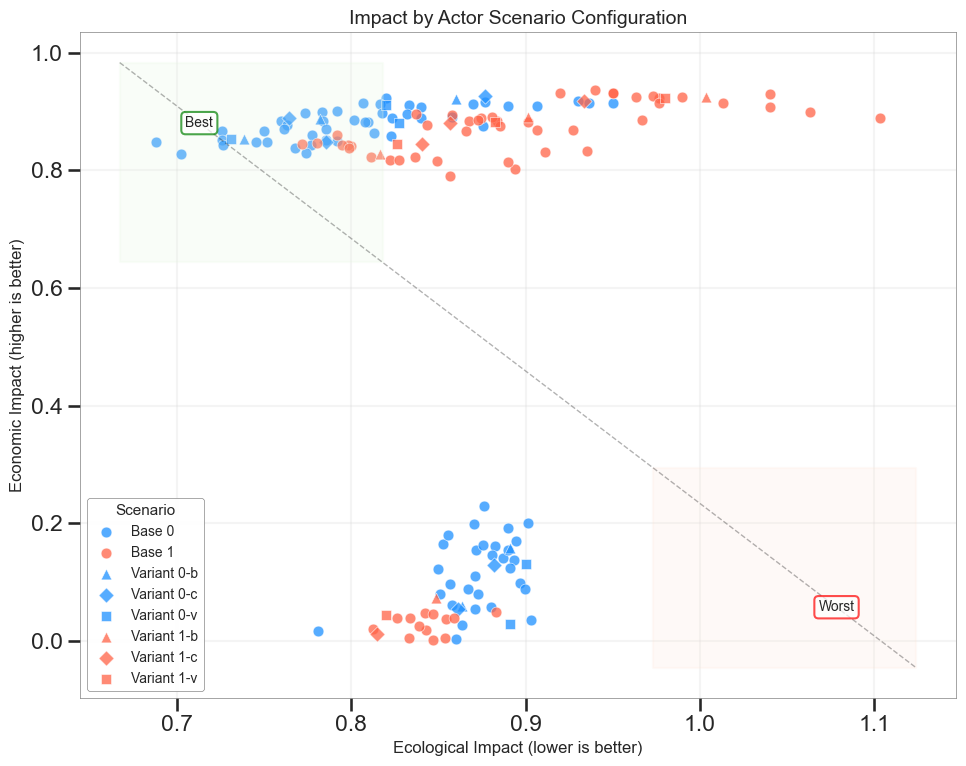 Impact by Actor Scenario Configuration
Economic Impact (higher is better)
1.0
0.8
0.6
0.4
0.2
0.0
Best
Worst
Scenario
Base 0
Base 1
Variant 0-b
Variant 0-c
Variant 0-v
Variant 1-b
Variant 1-c
Variant 1-v
0.7
0.8
0.9
1.0
1.1
Ecological Impact (lower is better)